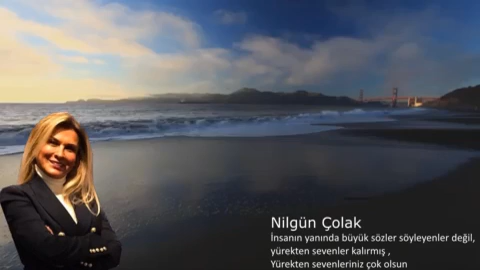 Nilgün Çolak
İnsanın yanında büyük sözler söyleyenler değil,
yürekten sevenler kalırmış ,
Yürekten sevenleriniz çok olsun